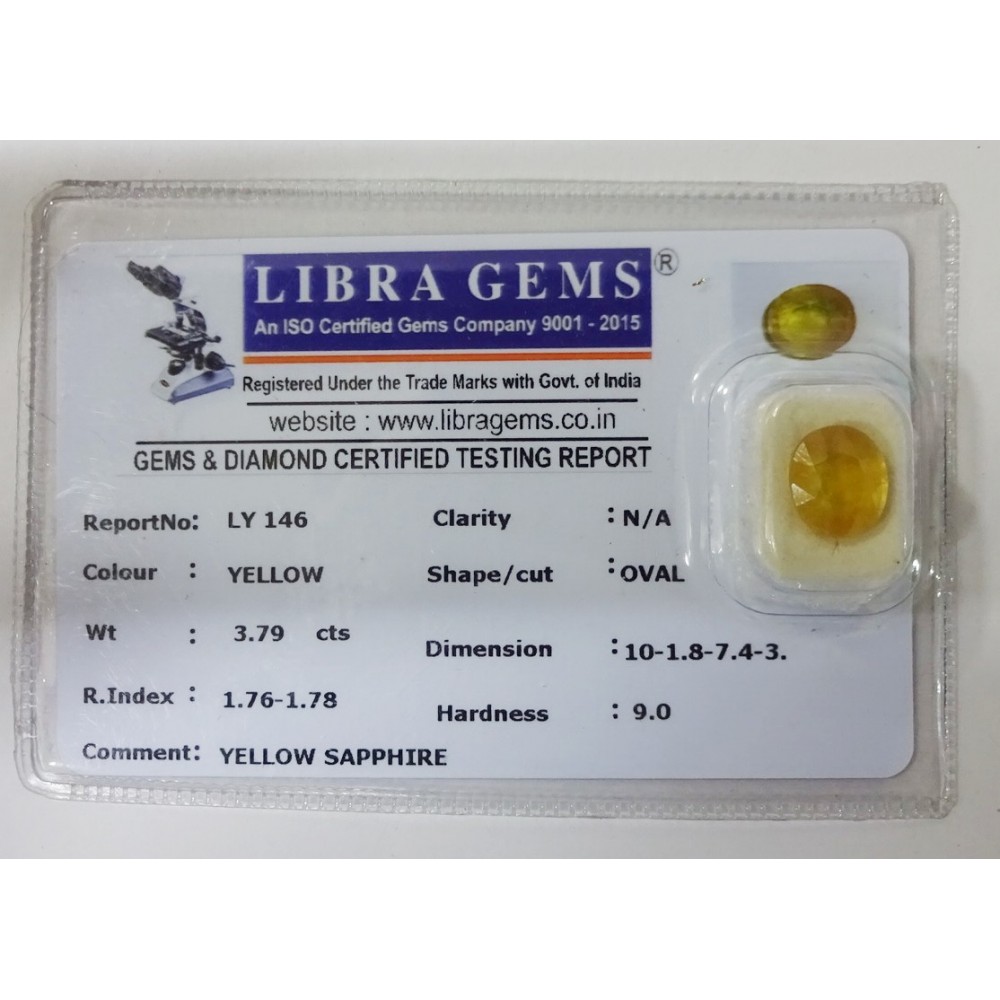 LIBRA GEMS ®
An ISO Certified Gems Company 9001 - 2015
Registered Under the Trade Marks with Govt. of India
website : www.libragems.co.in
GEMS & DIAMOND CERTIFIED TESTING REPORT
ReportNo: LY 146 Clarity : N/A
Colour : YELLOW Shape/cut : OVAL
Wt : 3.79 cts Dimension : 10-1.8-7.4-3.
R.Index : 1.76-1.78 Hardness : 9.0
Comment: YELLOW SAPPHIRE